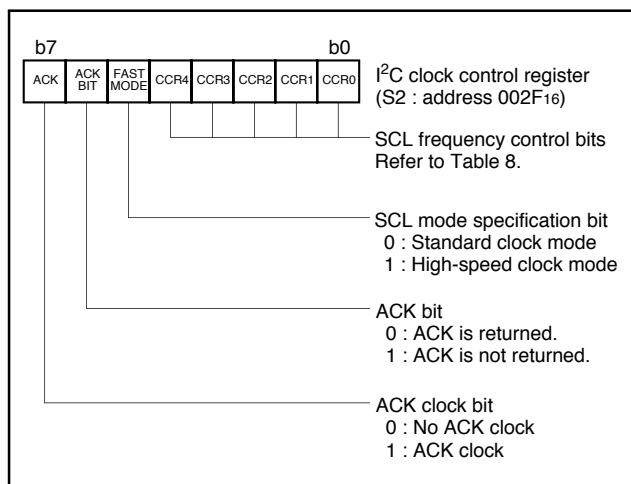 b7 b0
ACK ACK BIT FAST MODE CCR4 CCR3 CCR2 CCR1 CCR0
I²C clock control register
(S2 : address 002F₁₆)
SCL frequency control bits
Refer to Table 8.
SCL mode specification bit
0 : Standard clock mode
1 : High-speed clock mode
ACK bit
0 : ACK is returned.
1 : ACK is not returned.
ACK clock bit
0 : No ACK clock
1 : ACK clock